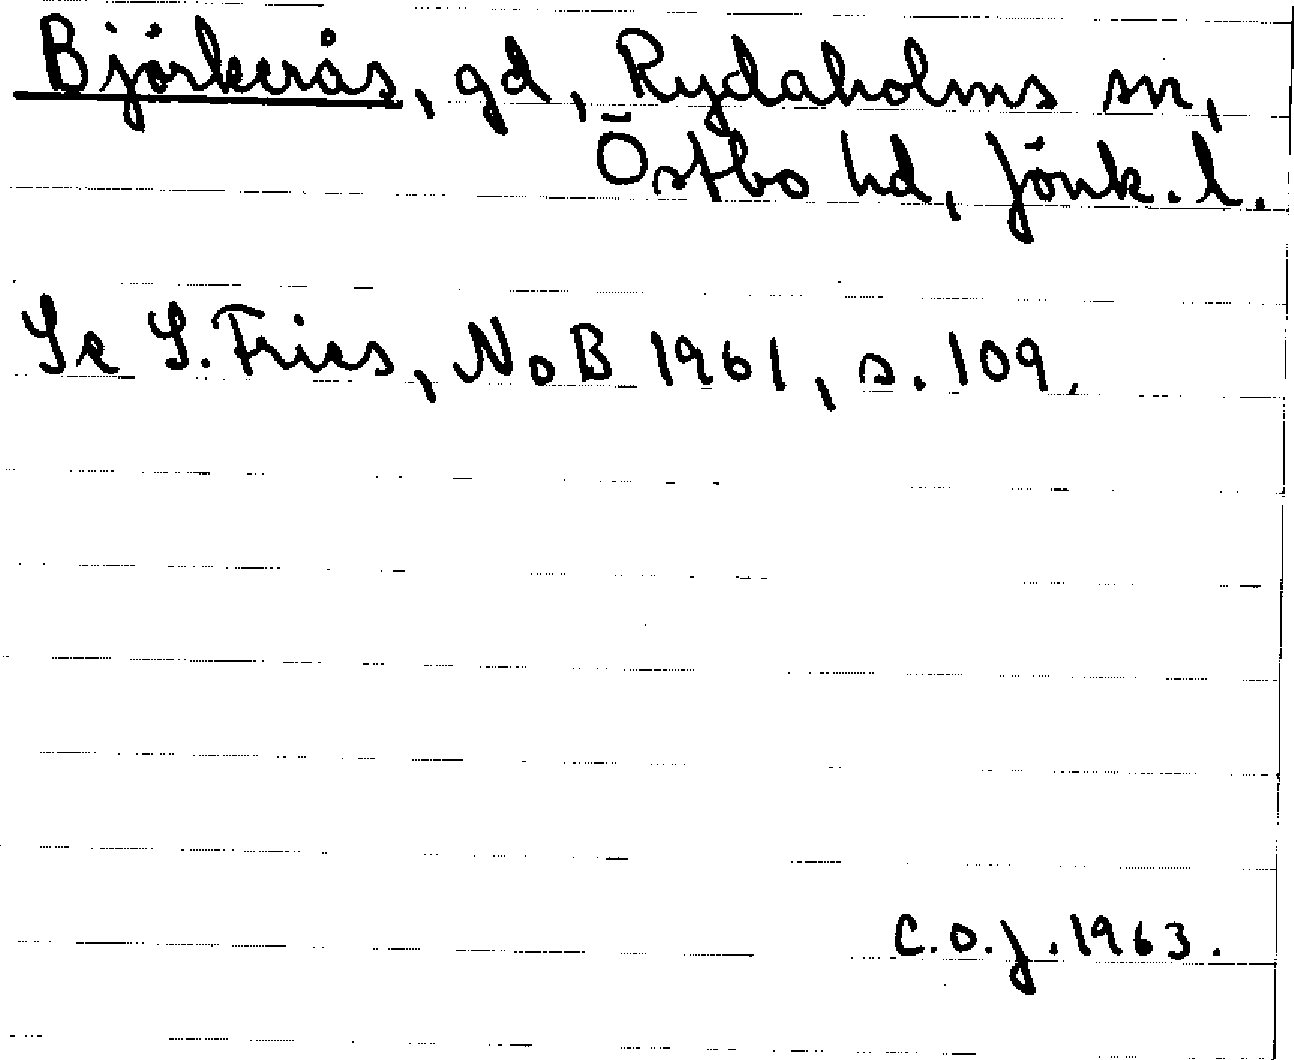 Björkerås, gd, Rydaholms sn,
Östbo hd, Jönk. l.
Se S. Fries, NoB 1961, s. 109.
C.O.J. 1963.